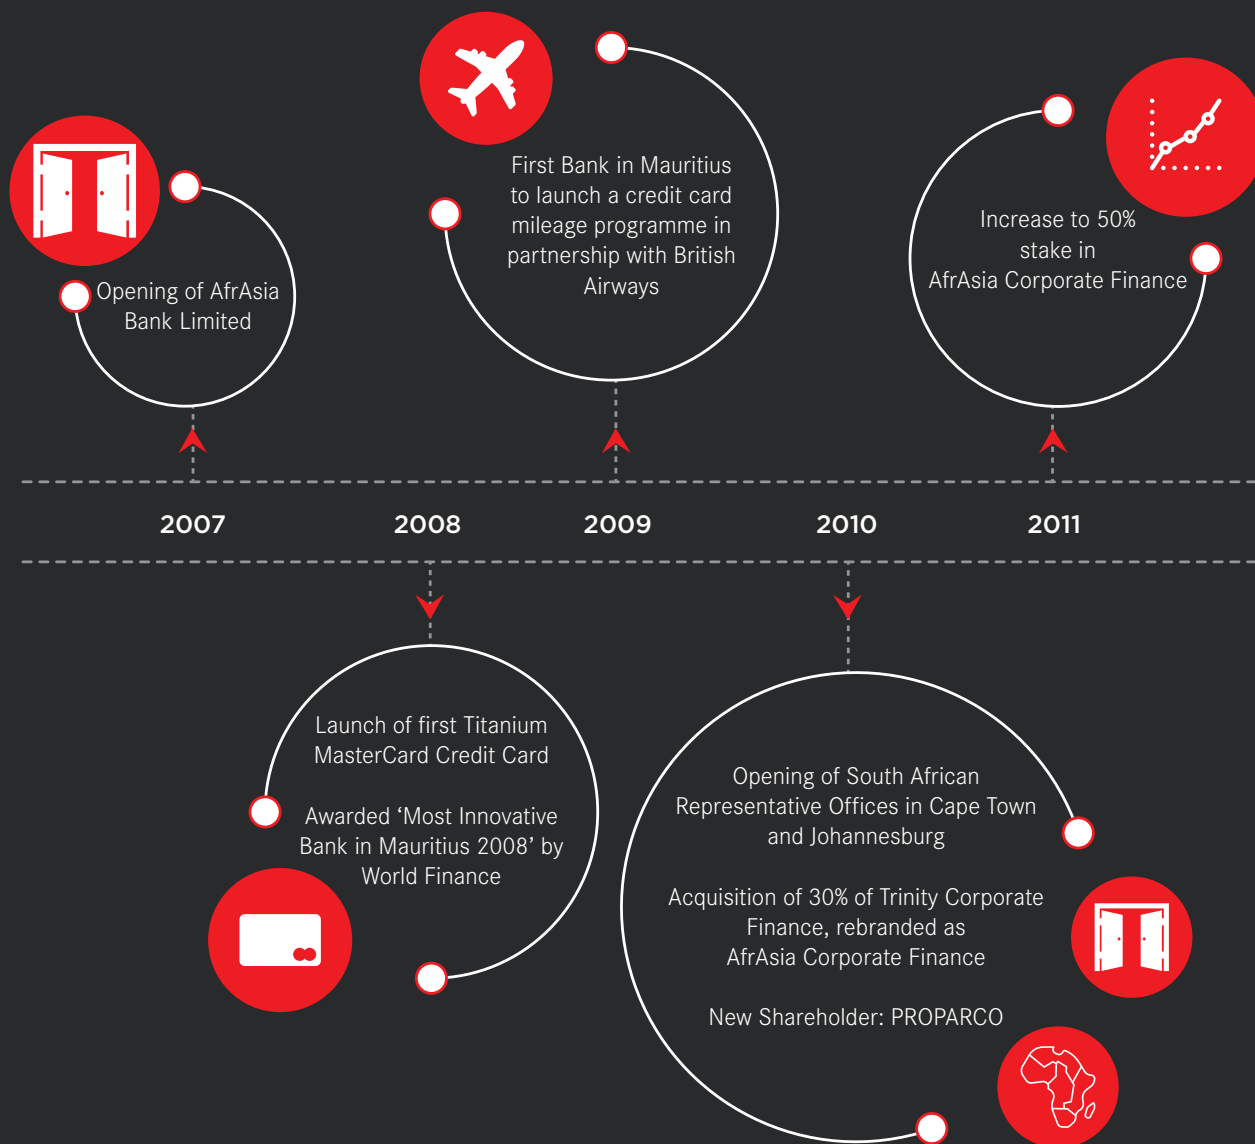 First Bank in Mauritius
to launch a credit card
mileage programme in
partnership with British
Airways
Increase to 50%
stake in
AfrAsia Corporate Finance
Opening of AfrAsia
Bank Limited
2007
2008
2009
2010
2011
Launch of first Titanium
MasterCard Credit Card
Awarded ‘Most Innovative
Bank in Mauritius 2008’ by
World Finance
Opening of South African
Representative Offices in Cape Town
and Johannesburg
Acquisition of 30% of Trinity Corporate
Finance, rebranded as
AfrAsia Corporate Finance
New Shareholder: PROPARCO